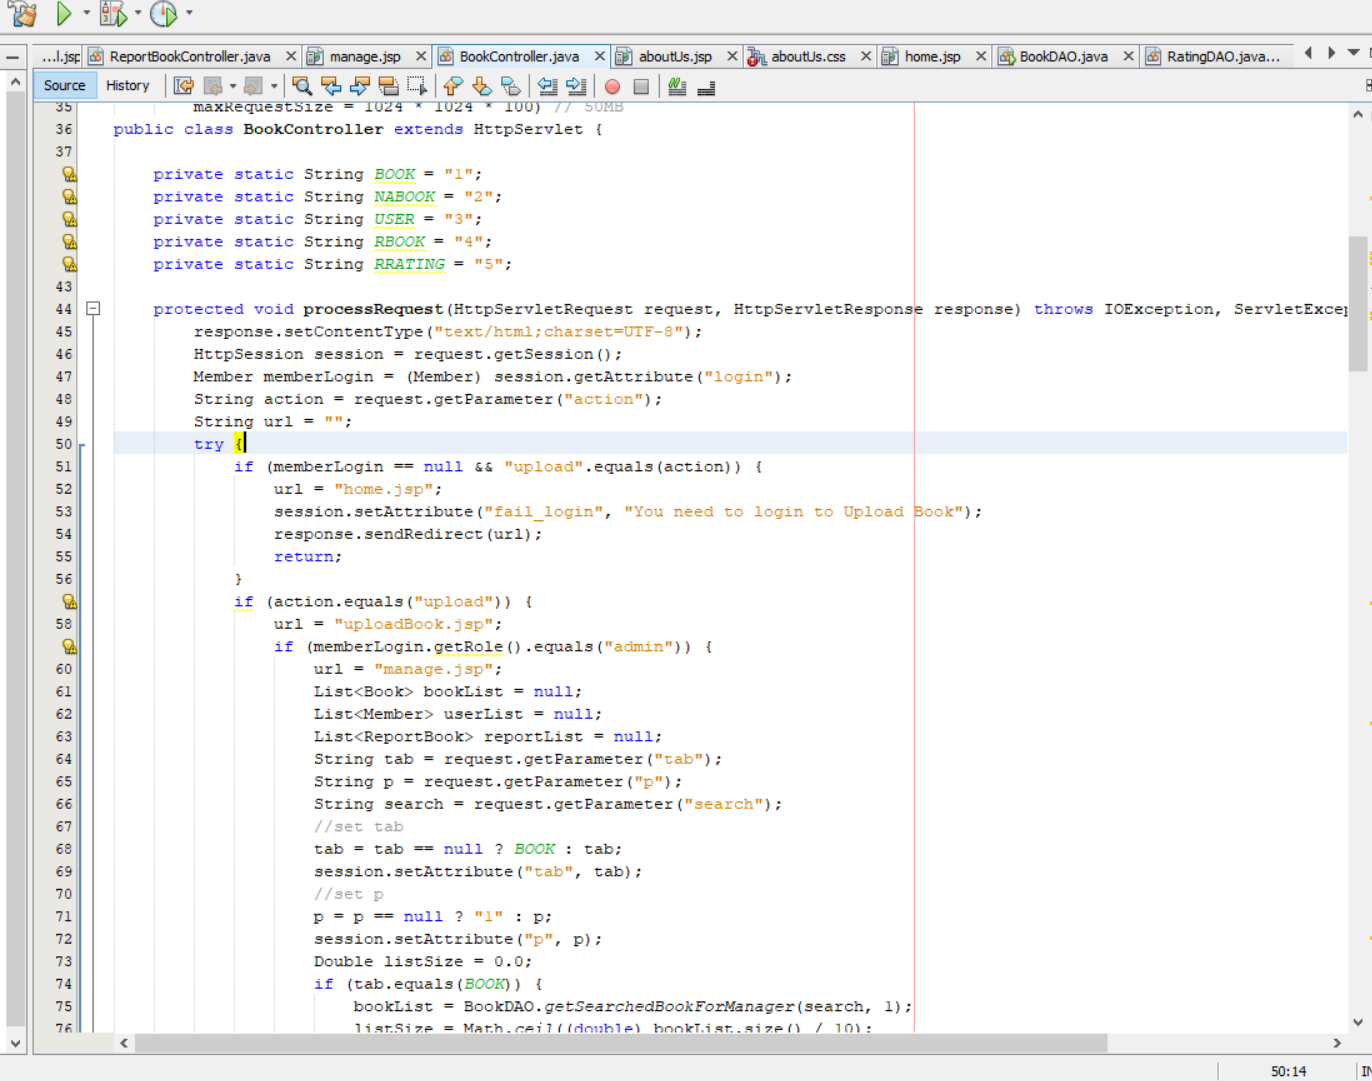 ...l.jsp ReportBookController.java manage.jsp BookController.java aboutUs.jsp aboutUs.css home.jsp BookDAO.java RatingDAO.java...
Source History
35 maxRequestSize = 1024 * 1024 * 100) // 50MB
36 public class BookController extends HttpServlet {
37
private static String BOOK = "1";
private static String NABOOK = "2";
private static String USER = "3";
private static String RBOOK = "4";
private static String RRATING = "5";
43
44 protected void processRequest(HttpServletRequest request, HttpServletResponse response) throws IOException, ServletExcep
45 response.setContentType("text/html;charset=UTF-8");
46 HttpSession session = request.getSession();
47 Member memberLogin = (Member) session.getAttribute("login");
48 String action = request.getParameter("action");
49 String url = "";
50 try {
51 if (memberLogin == null && "upload".equals(action)) {
52 url = "home.jsp";
53 session.setAttribute("fail_login", "You need to login to Upload Book");
54 response.sendRedirect(url);
55 return;
56 }
if (action.equals("upload")) {
58 url = "uploadBook.jsp";
if (memberLogin.getRole().equals("admin")) {
60 url = "manage.jsp";
61 List<Book> bookList = null;
62 List<Member> userList = null;
63 List<ReportBook> reportList = null;
64 String tab = request.getParameter("tab");
65 String p = request.getParameter("p");
66 String search = request.getParameter("search");
67 //set tab
68 tab = tab == null ? BOOK : tab;
69 session.setAttribute("tab", tab);
70 //set p
71 p = p == null ? "1" : p;
72 session.setAttribute("p", p);
73 Double listSize = 0.0;
74 if (tab.equals(BOOK)) {
75 bookList = BookDAO.getSearchedBookForManager(search, 1);
76 listSize = Math.ceil((double) bookList.size() / 10);
50:14 IN